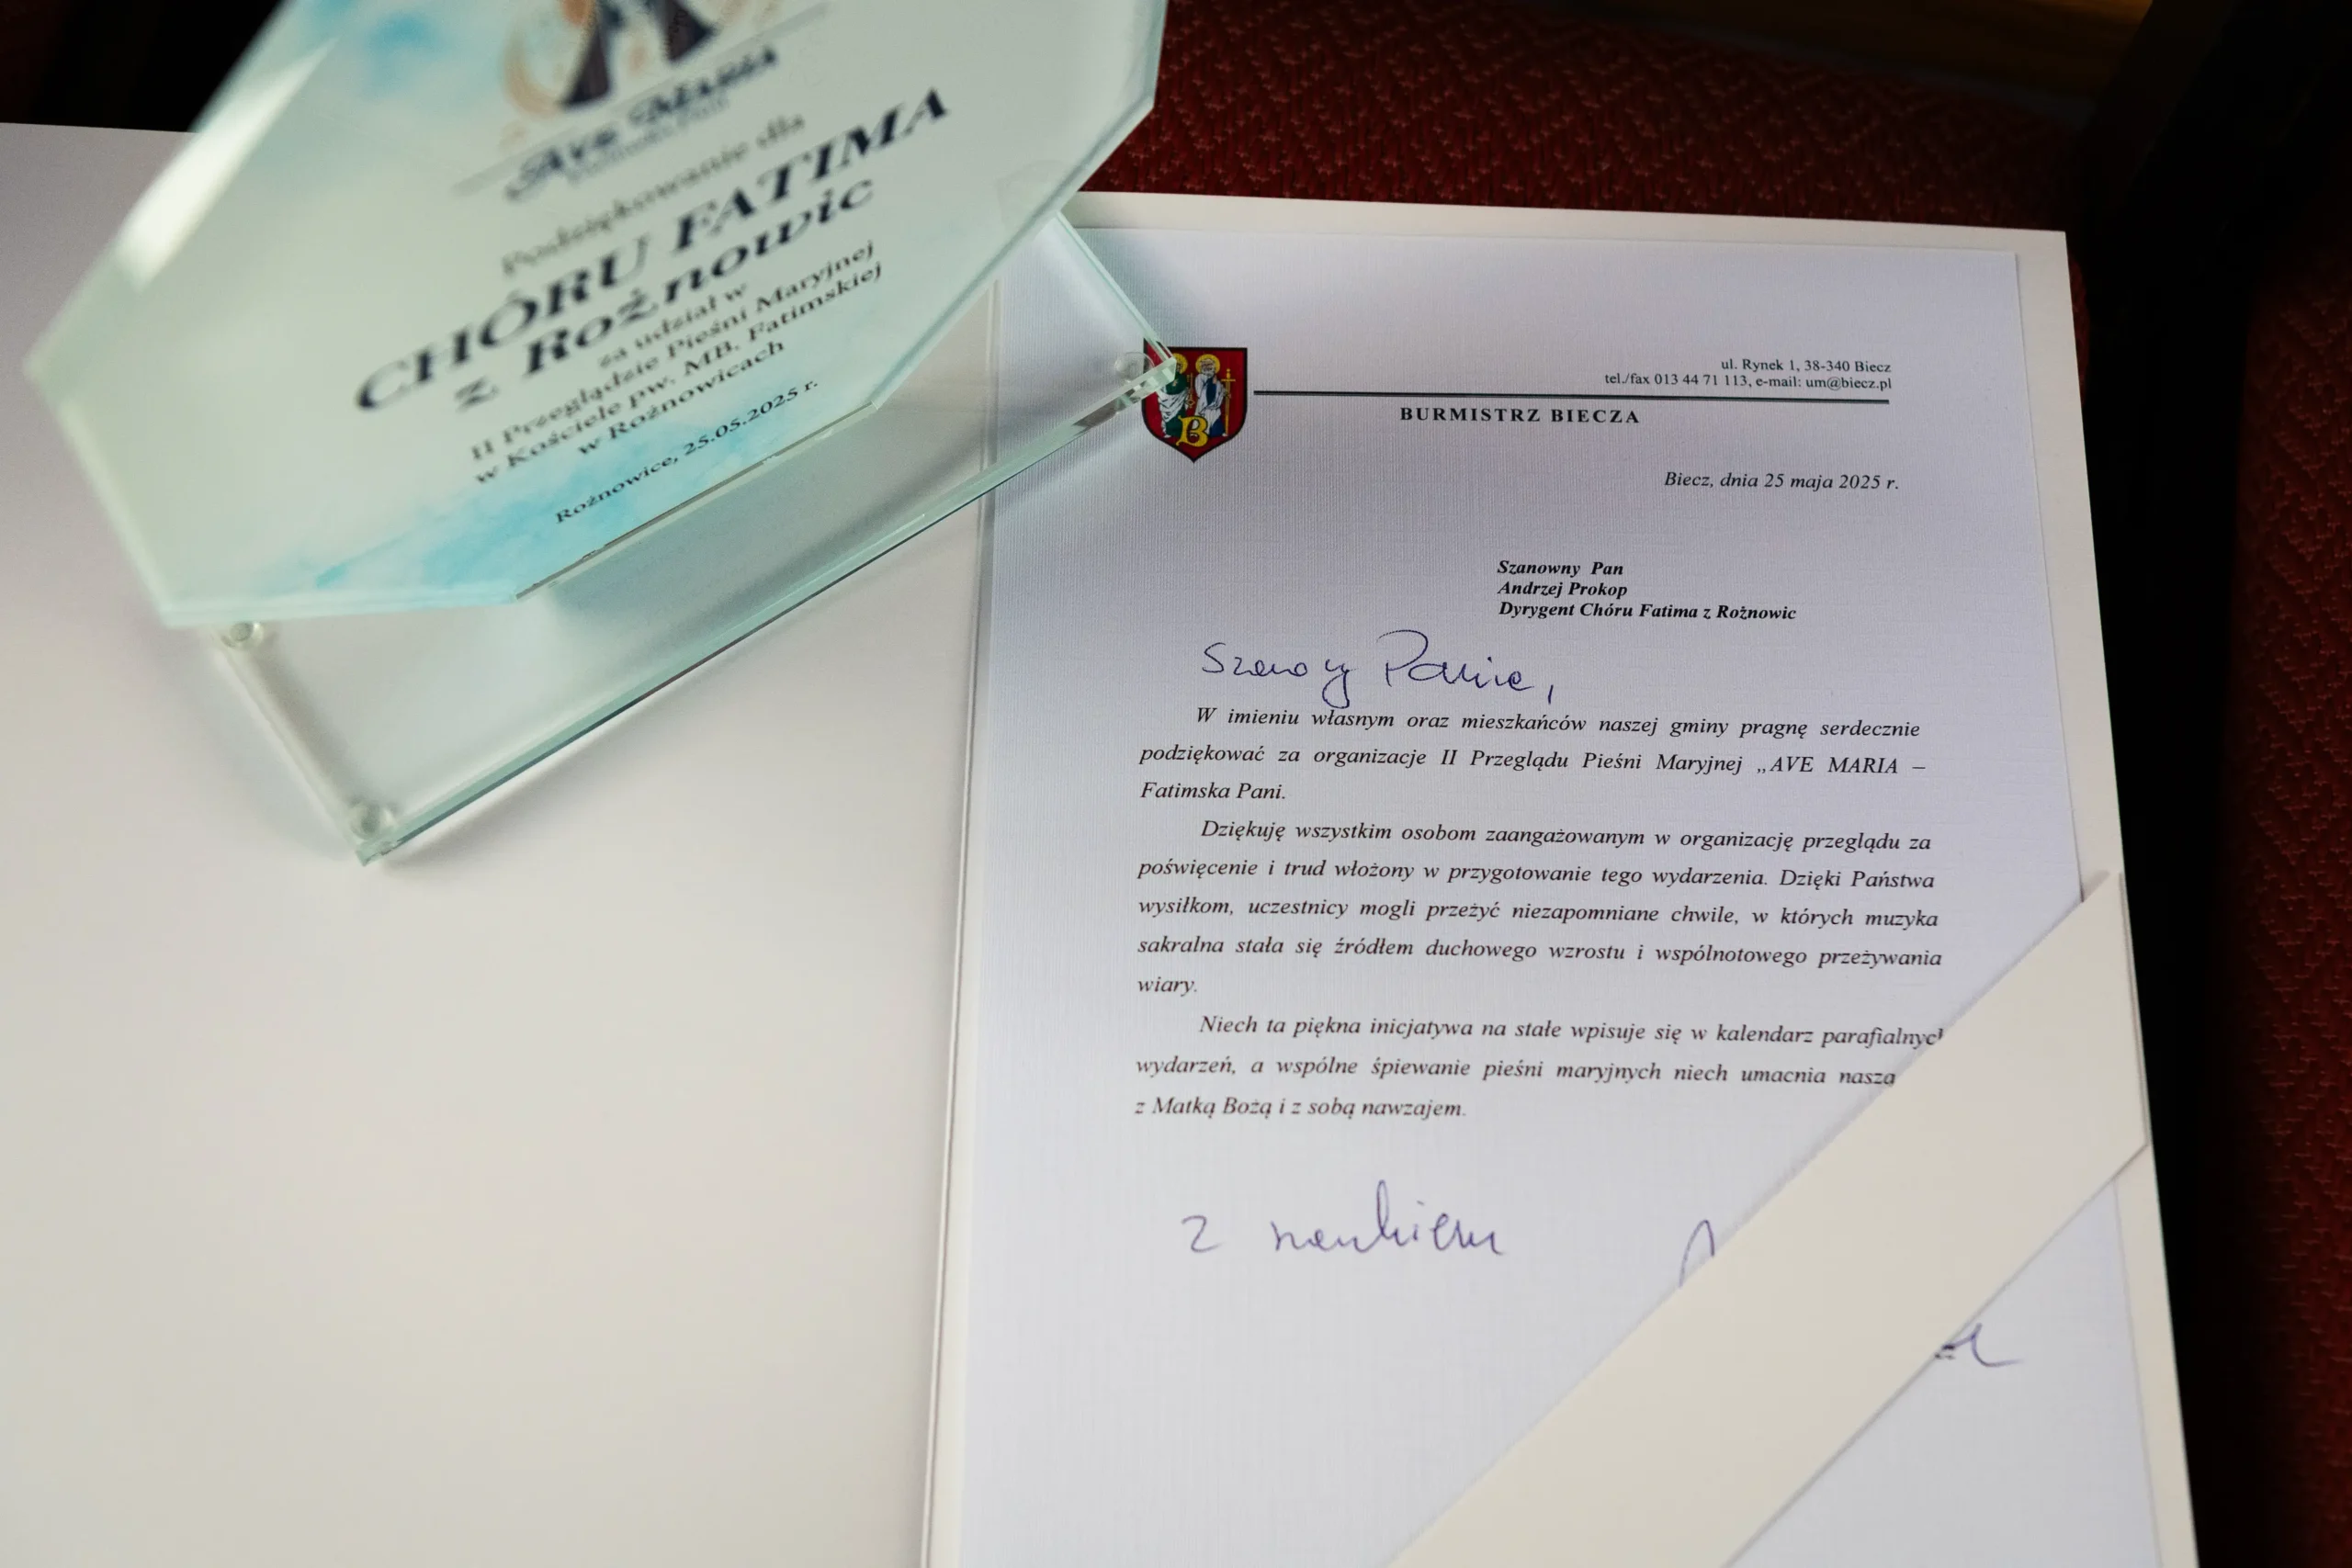 Ave Maria
Podziękowanie dla
CHÓRU FATIMA
z Rożnowic
za udział w
II Przeglądzie Pieśni Maryjnej
w Kościele pw. MB. Fatimskiej
w Rożnowicach
Rożnowice, 25.05.2025 r.
B
ul. Rynek 1, 38-340 Biecz
tel./fax 013 44 71 113, e-mail: um@biecz.pl
BURMISTRZ BIECZA
Biecz, dnia 25 maja 2025 r.
Szanowny Pan
Andrzej Prokop
Dyrygent Chóru Fatima z Rożnowic
Szanowny Panie,
W imieniu własnym oraz mieszkańców naszej gminy pragnę serdecznie
podziękować za organizacje II Przeglądu Pieśni Maryjnej „AVE MARIA –
Fatimska Pani.
Dziękuję wszystkim osobom zaangażowanym w organizację przeglądu za
poświęcenie i trud włożony w przygotowanie tego wydarzenia. Dzięki Państwa
wysiłkom, uczestnicy mogli przeżyć niezapomniane chwile, w których muzyka
sakralna stała się źródłem duchowego wzrostu i wspólnotowego przeżywania
wiary.
Niech ta piękna inicjatywa na stałe wpisuje się w kalendarz parafialnych
wydarzeń, a wspólne śpiewanie pieśni maryjnych niech umacnia naszą
z Matką Bożą i z sobą nawzajem.
z